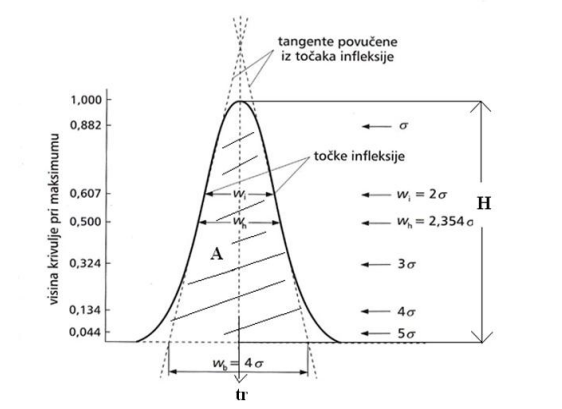 tangente povučene
iz točaka infleksije
1,000
0,882
σ
točke infleksije
0,607
wi
wi = 2σ
H
0,500
wh
wh = 2,354σ
A
0,324
3σ
0,134
4σ
0,044
5σ
wb = 4σ
tr
visina krivulje pri maksimumu